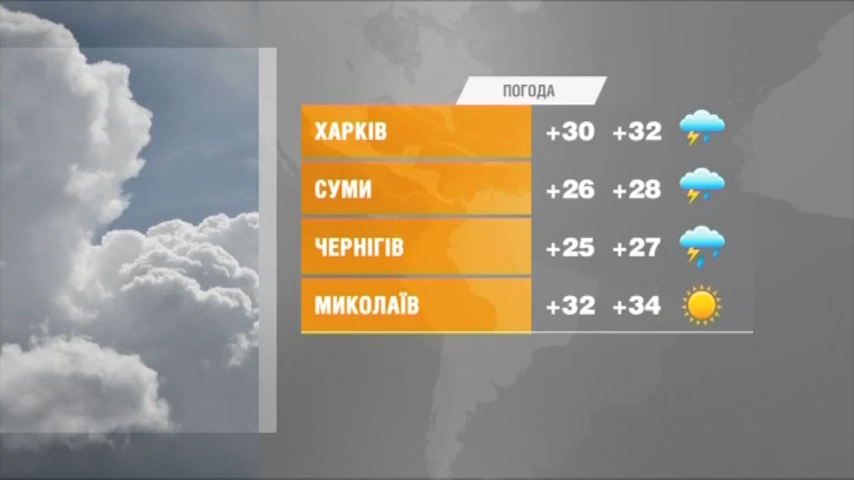 ПОГОДА
ХАРКІВ +30 +32
СУМИ +26 +28
ЧЕРНІГІВ +25 +27
МИКОЛАЇВ +32 +34